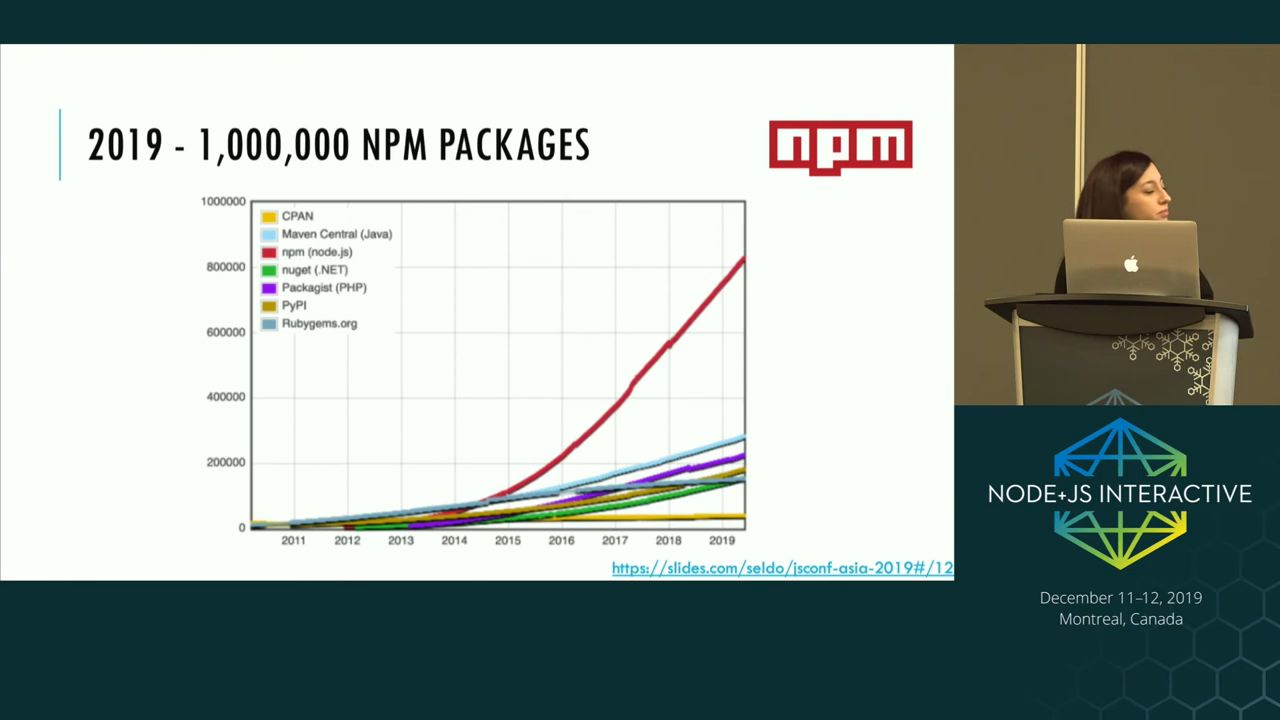 2019 - 1,000,000 NPM PACKAGES
npm
1000000
800000
600000
400000
200000
0
CPAN
Maven Central (Java)
npm (node.js)
nuget (.NET)
Packagist (PHP)
PyPI
Rubygems.org
2011 2012 2013 2014 2015 2016 2017 2018 2019
https://slides.com/seldo/jsconf-asia-2019#/12
NODE+JS INTERACTIVE
December 11–12, 2019
Montreal, Canada